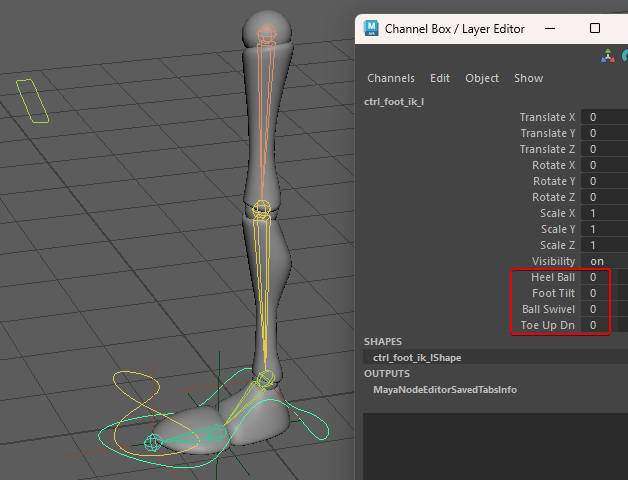 Channel Box / Layer Editor
Channels Edit Object Show
ctrl_foot_ik_l
Translate X 0
Translate Y 0
Translate Z 0
Rotate X 0
Rotate Y 0
Rotate Z 0
Scale X 1
Scale Y 1
Scale Z 1
Visibility on
Heel Ball 0
Foot Tilt 0
Ball Swivel 0
Toe Up Dn 0
SHAPES
ctrl_foot_ik_lShape
OUTPUTS
MayaNodeEditorSavedTabsInfo